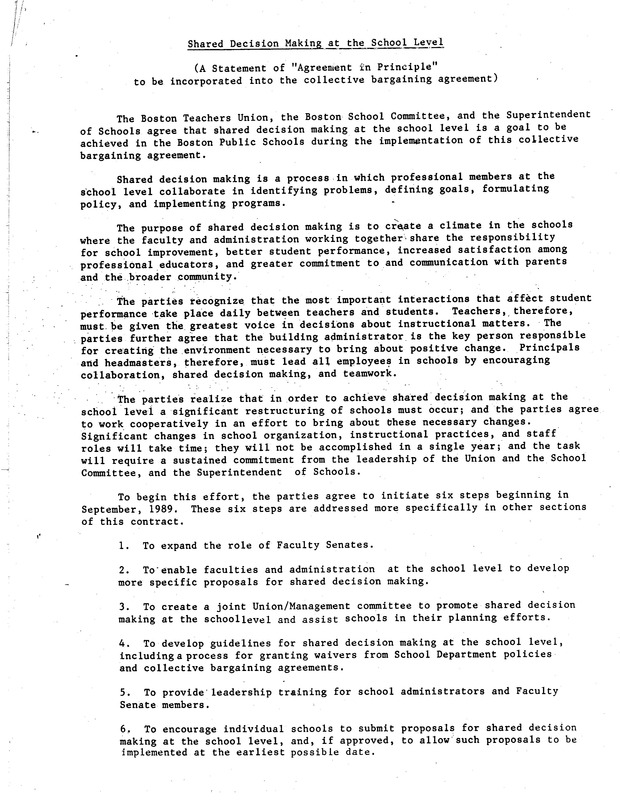 Shared Decision Making at the School Level
(A Statement of "Agreement in Principle"
to be incorporated into the collective bargaining agreement)
The Boston Teachers Union, the Boston School Committee, and the Superintendent
of Schools agree that shared decision making at the school level is a goal to be
achieved in the Boston Public Schools during the implementation of this collective
bargaining agreement.
Shared decision making is a process in which professional members at the
school level collaborate in identifying problems, defining goals, formulating
policy, and implementing programs.
The purpose of shared decision making is to create a climate in the schools
where the faculty and administration working together share the responsibility
for school improvement, better student performance, increased satisfaction among
professional educators, and greater commitment to and communication with parents
and the broader community.
The parties recognize that the most important interactions that affect student
performance take place daily between teachers and students. Teachers, therefore,
must be given the greatest voice in decisions about instructional matters. The
parties further agree that the building administrator is the key person responsible
for creating the environment necessary to bring about positive change. Principals
and headmasters, therefore, must lead all employees in schools by encouraging
collaboration, shared decision making, and teamwork.
The parties realize that in order to achieve shared decision making at the
school level a significant restructuring of schools must occur; and the parties agree
to work cooperatively in an effort to bring about these necessary changes.
Significant changes in school organization, instructional practices, and staff
roles will take time; they will not be accomplished in a single year; and the task
will require a sustained commitment from the leadership of the Union and the School
Committee, and the Superintendent of Schools.
To begin this effort, the parties agree to initiate six steps beginning in
September, 1989. These six steps are addressed more specifically in other sections
of this contract.
1. To expand the role of Faculty Senates.
2. To enable faculties and administration at the school level to develop
more specific proposals for shared decision making.
3. To create a joint Union/Management committee to promote shared decision
making at the schoollevel and assist schools in their planning efforts.
4. To develop guidelines for shared decision making at the school level,
including a process for granting waivers from School Department policies
and collective bargaining agreements.
5. To provide leadership training for school administrators and Faculty
Senate members.
6. To encourage individual schools to submit proposals for shared decision
making at the school level, and, if approved, to allow such proposals to be
implemented at the earliest possible date.